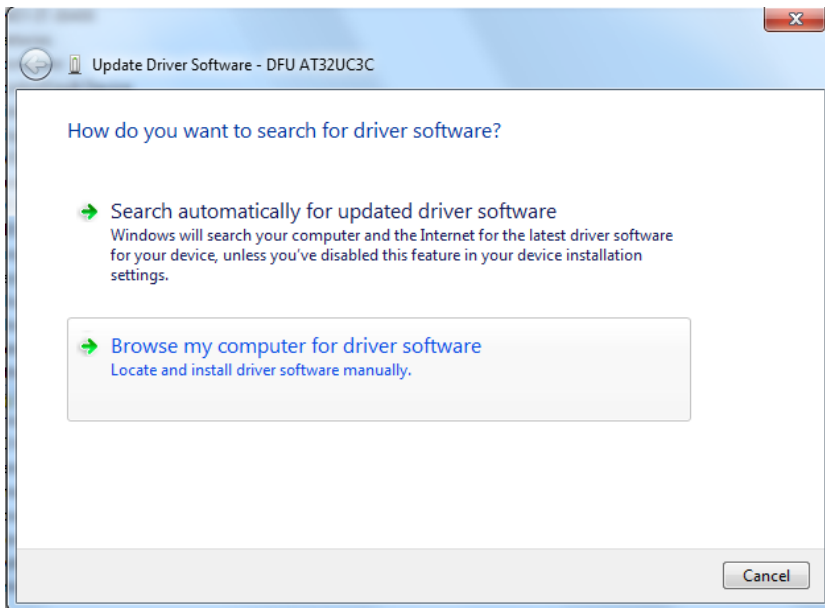 Update Driver Software - DFU AT32UC3C
How do you want to search for driver software?
Search automatically for updated driver software
Windows will search your computer and the Internet for the latest driver software
for your device, unless you've disabled this feature in your device installation
settings.
Browse my computer for driver software
Locate and install driver software manually.
Cancel